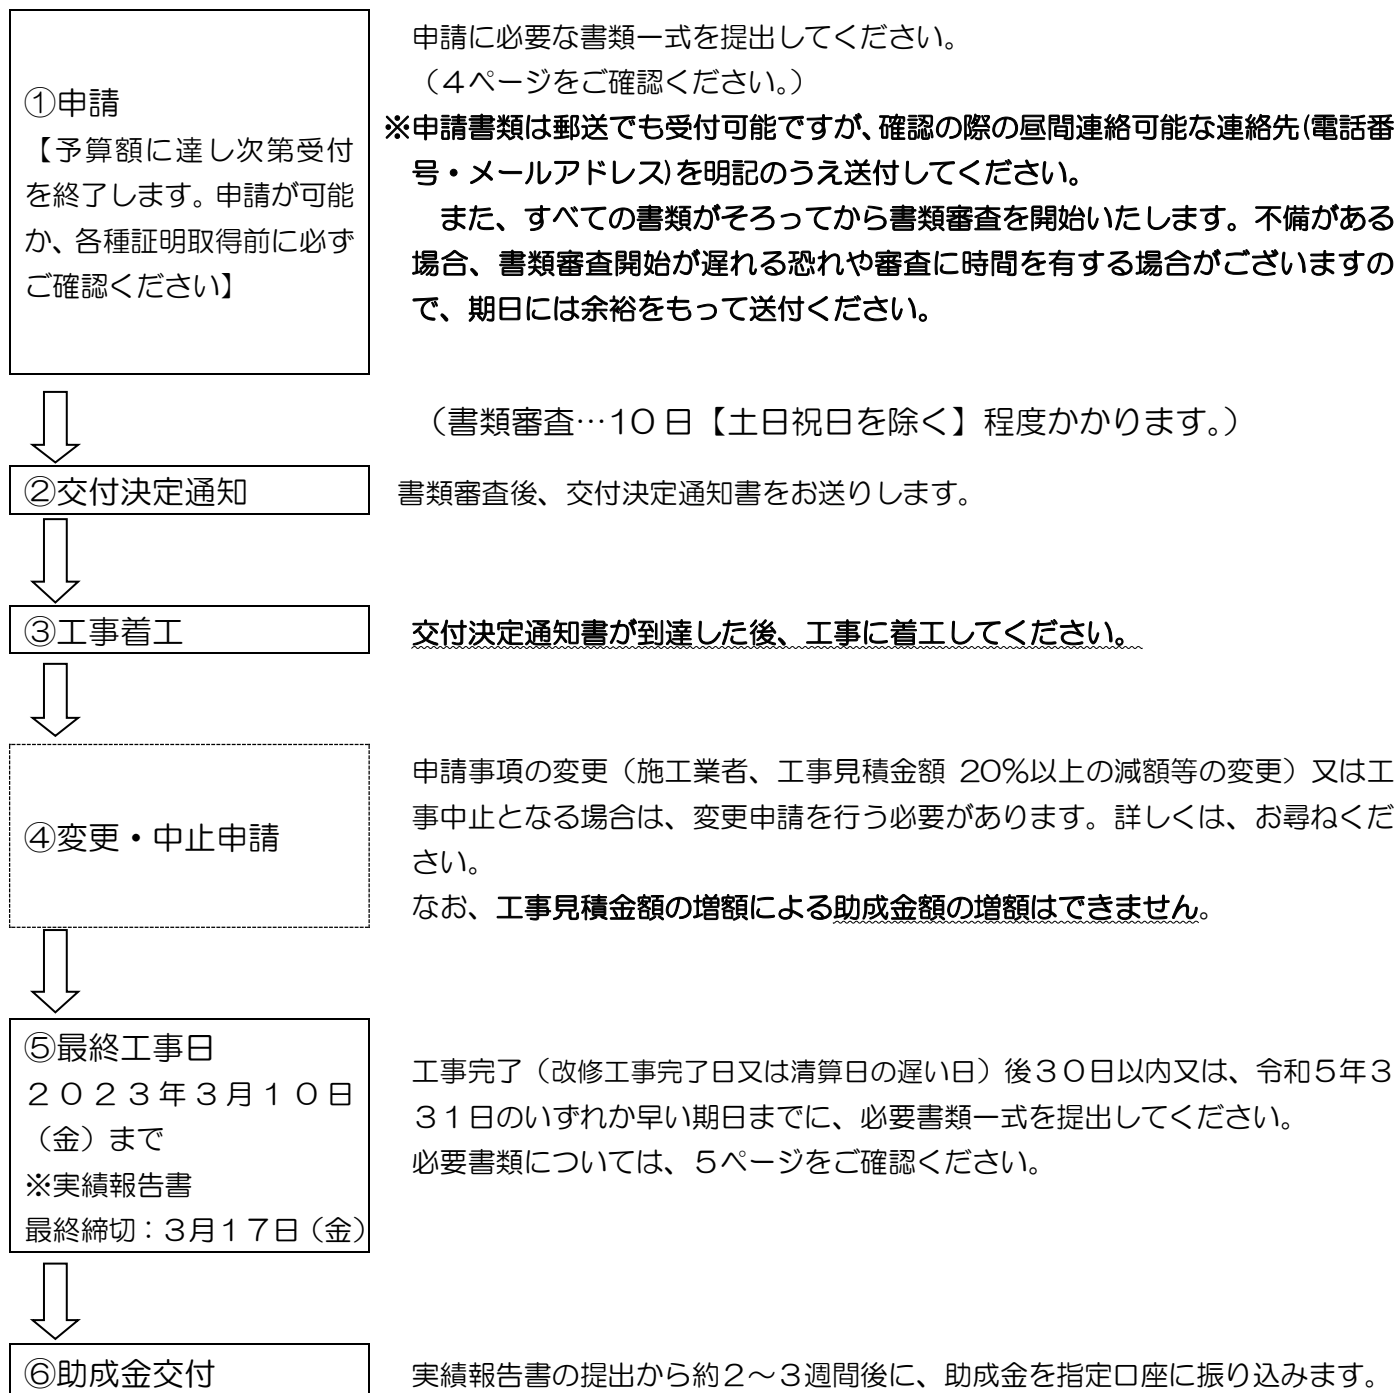 ①申請
【予算額に達し次第受付
を終了します。申請が可能
か、各種証明取得前に必ず
ご確認ください】
申請に必要な書類一式を提出してください。
（４ページをご確認ください。）
※申請書類は郵送でも受付可能ですが、確認の際の昼間連絡可能な連絡先(電話番
号・メールアドレス)を明記のうえ送付してください。
また、すべての書類がそろってから書類審査を開始いたします。不備がある
場合、書類審査開始が遅れる恐れや審査に時間を有する場合がございますの
で、期日には余裕をもって送付ください。
（書類審査…10日【土日祝日を除く】程度かかります。）
②交付決定通知
書類審査後、交付決定通知書をお送りします。
③工事着工
交付決定通知書が到達した後、工事に着工してください。
④変更・中止申請
申請事項の変更（施工業者、工事見積金額 20％以上の減額等の変更）又は工
事中止となる場合は、変更申請を行う必要があります。詳しくは、お尋ねくだ
さい。
なお、工事見積金額の増額による助成金額の増額はできません。
⑤最終工事日
２０２３年３月１０日
（金）まで
※実績報告書
最終締切：３月１７日（金）
工事完了（改修工事完了日又は清算日の遅い日）後３０日以内又は、令和５年３
３１日のいずれか早い期日までに、必要書類一式を提出してください。
必要書類については、５ページをご確認ください。
⑥助成金交付
実績報告書の提出から約２～３週間後に、助成金を指定口座に振り込みます。